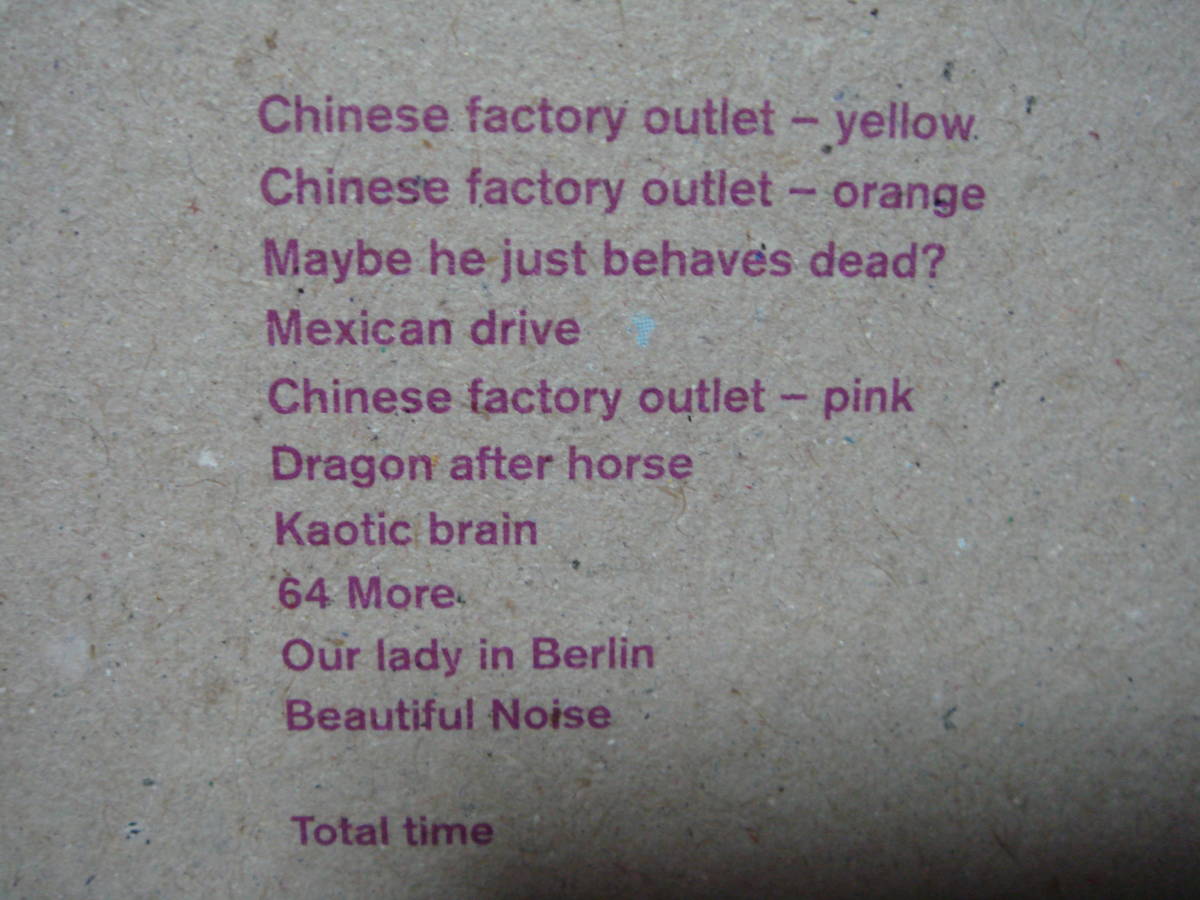 Chinese factory outlet – yellow
Chinese factory outlet – orange
Maybe he just behaves dead?
Mexican drive
Chinese factory outlet – pink
Dragon after horse
Kaotic brain
64 More
Our lady in Berlin
Beautiful Noise
Total time